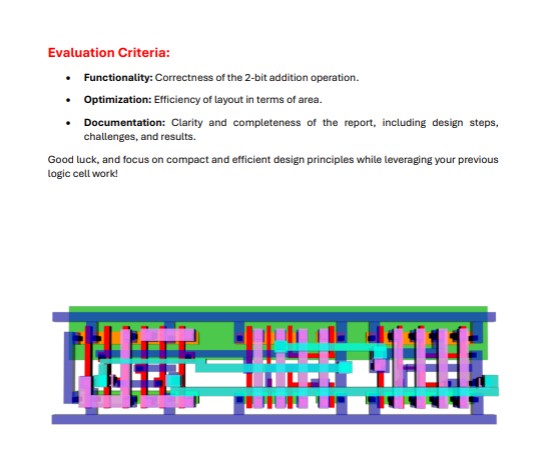 Evaluation Criteria:
• Functionality: Correctness of the 2-bit addition operation.
• Optimization: Efficiency of layout in terms of area.
• Documentation: Clarity and completeness of the report, including design steps,
challenges, and results.
Good luck, and focus on compact and efficient design principles while leveraging your previous
logic cell work!